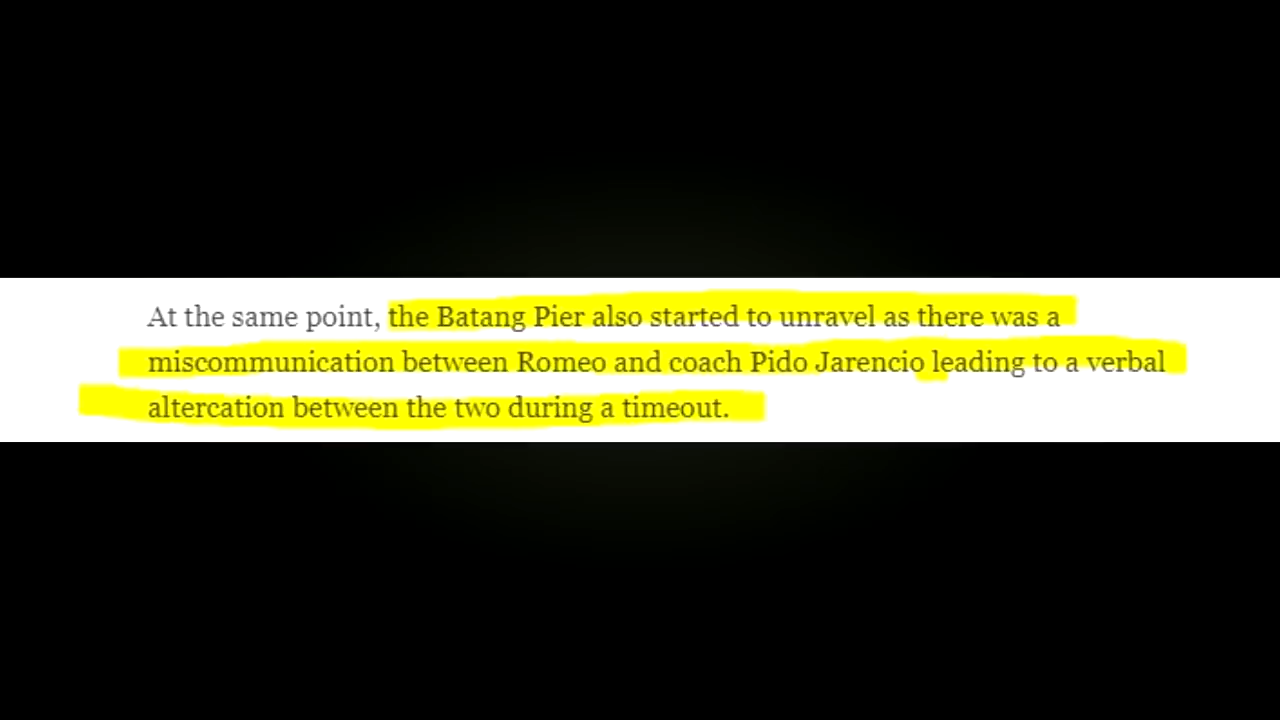 At the same point, the Batang Pier also started to unravel as there was a
miscommunication between Romeo and coach Pido Jarencio leading to a verbal
altercation between the two during a timeout.